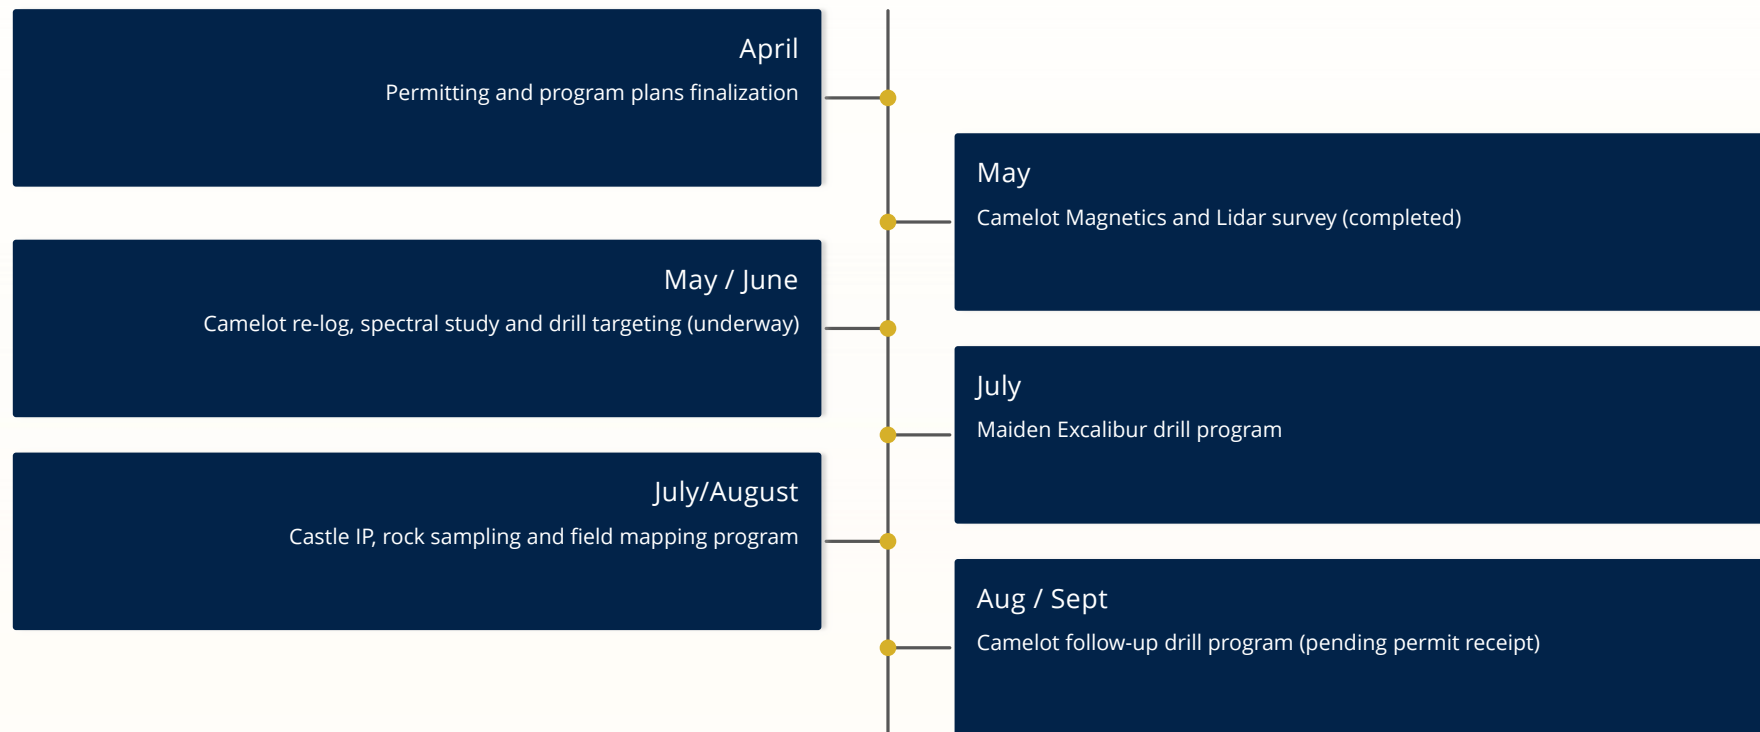 April
Permitting and program plans finalization
May
Camelot Magnetics and Lidar survey (completed)
May / June
Camelot re-log, spectral study and drill targeting (underway)
July
Maiden Excalibur drill program
July/August
Castle IP, rock sampling and field mapping program
Aug / Sept
Camelot follow-up drill program (pending permit receipt)